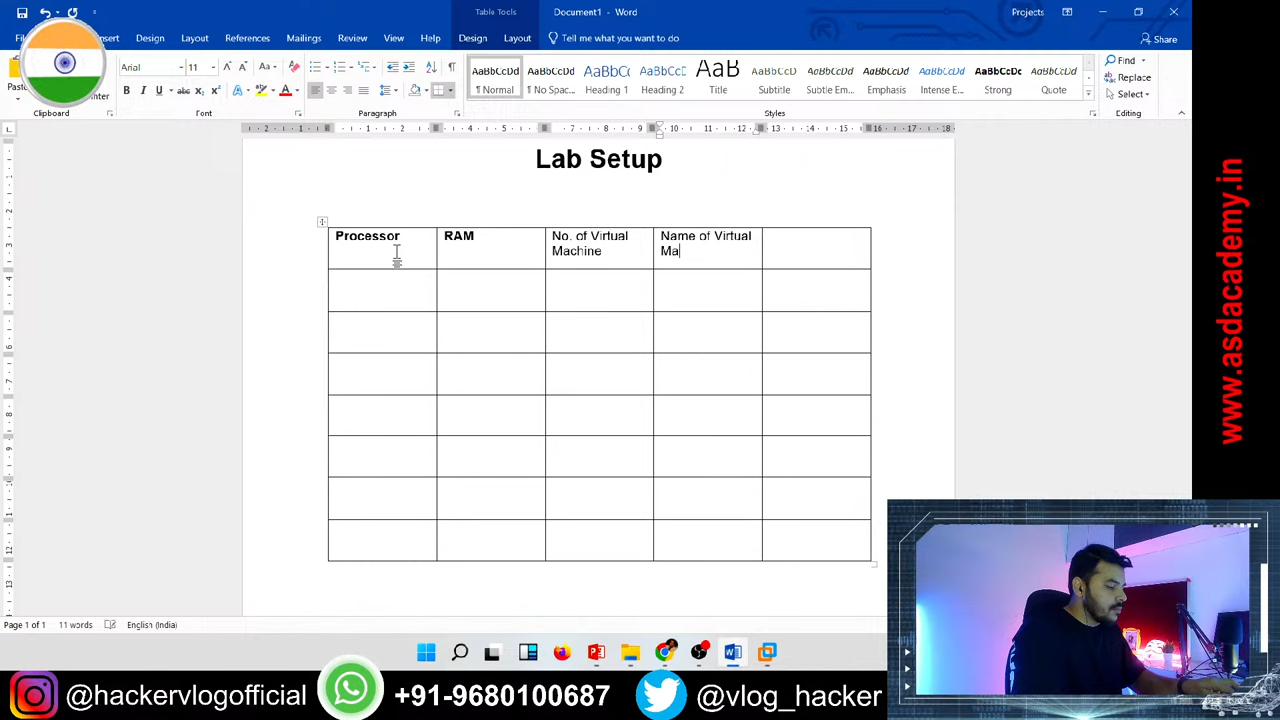 Table Tools
Document1 - Word
Projects
Insert
Design
Layout
References
Mailings
Review
View
Help
Design
Layout
Tell me what you want to do
Share
Arial
11
Aa
AaBbCcDd
AaBbCcDd
AaBbC(
AaBbCc
AaB
AaBbCcD
AaBbCcDd
AaBbCcDd
AaBbCcDd
AaBbCcDc
AaBbCcDd
¶ Normal
¶ No Spac...
Heading 1
Heading 2
Title
Subtitle
Subtle Em...
Emphasis
Intense E...
Strong
Quote
Find
Replace
Select
Clipboard
Font
Paragraph
Styles
Editing
Lab Setup
Processor
RAM
No. of Virtual
Machine
Name of Virtual
Ma
www.asdacademy.in
Page 1 of 1
11 words
English (India)
@hackervlogofficial
+91-9680100687
@vlog_hacker